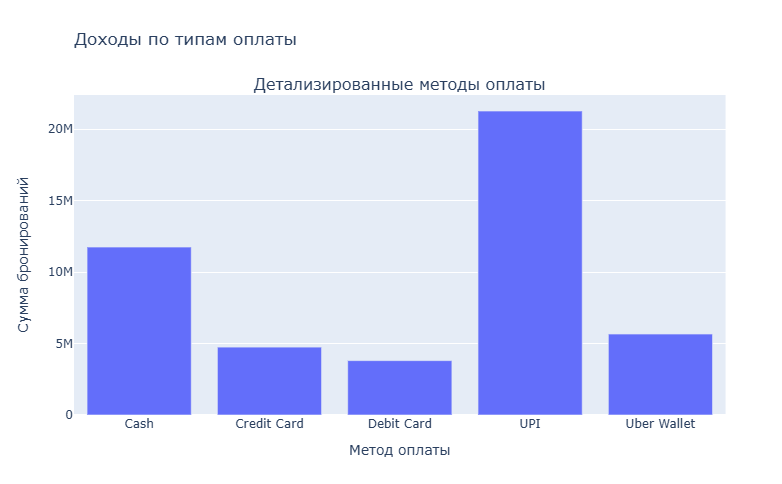 Доходы по типам оплаты
Детализированные методы оплаты
Сумма бронирований
20M
15M
10M
5M
0
Cash
Credit Card
Debit Card
UPI
Uber Wallet
Метод оплаты